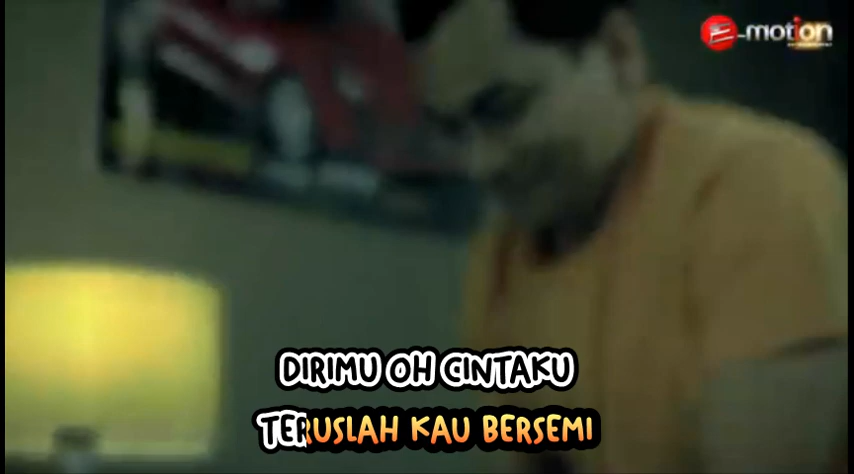 E-motion
DIRIMU OH CINTAKU
TERUSLAH KAU BERSEMI